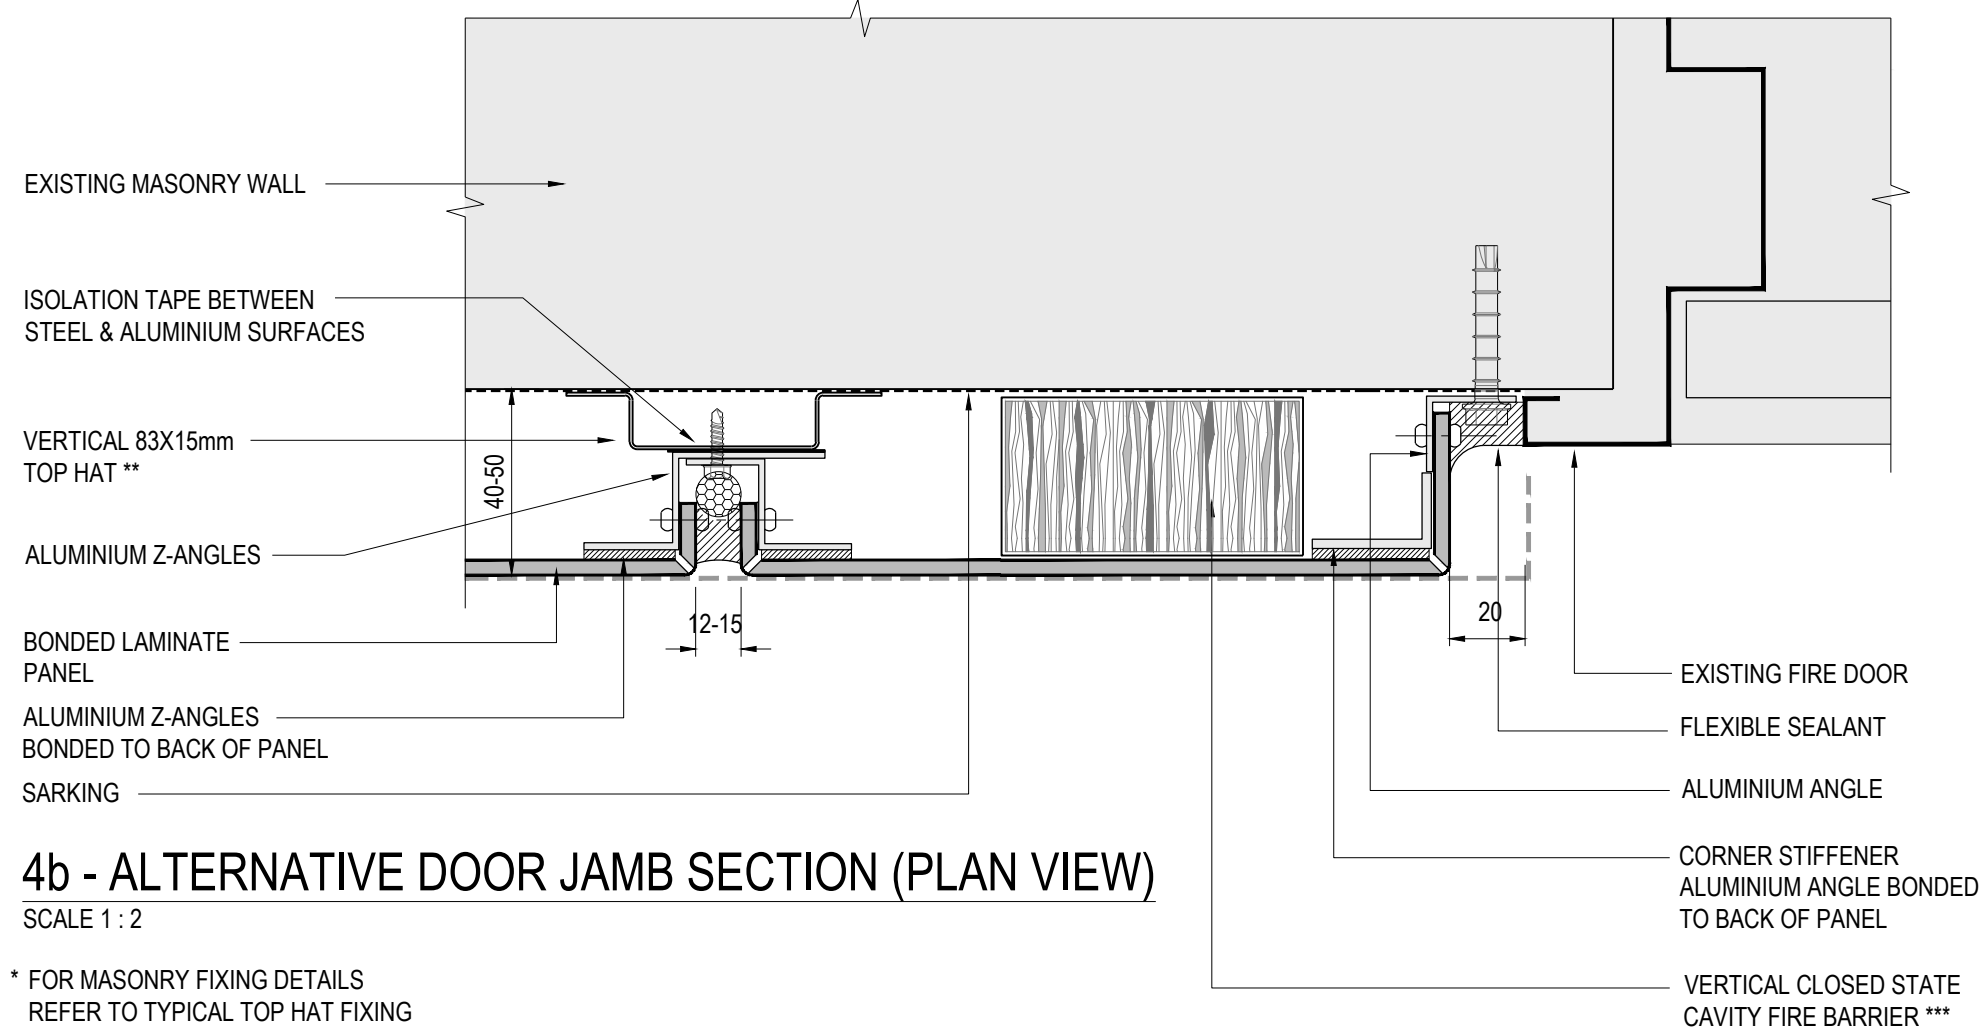 EXISTING MASONRY WALL
ISOLATION TAPE BETWEEN
STEEL & ALUMINIUM SURFACES
VERTICAL 83X15mm
TOP HAT **
40-50
ALUMINIUM Z-ANGLES
12-15
20
BONDED LAMINATE
PANEL
ALUMINIUM Z-ANGLES
BONDED TO BACK OF PANEL
SARKING
EXISTING FIRE DOOR
FLEXIBLE SEALANT
ALUMINIUM ANGLE
CORNER STIFFENER
ALUMINIUM ANGLE BONDED
TO BACK OF PANEL
VERTICAL CLOSED STATE
CAVITY FIRE BARRIER ***
4b - ALTERNATIVE DOOR JAMB SECTION (PLAN VIEW)
SCALE 1 : 2
* FOR MASONRY FIXING DETAILS
REFER TO TYPICAL TOP HAT FIXING